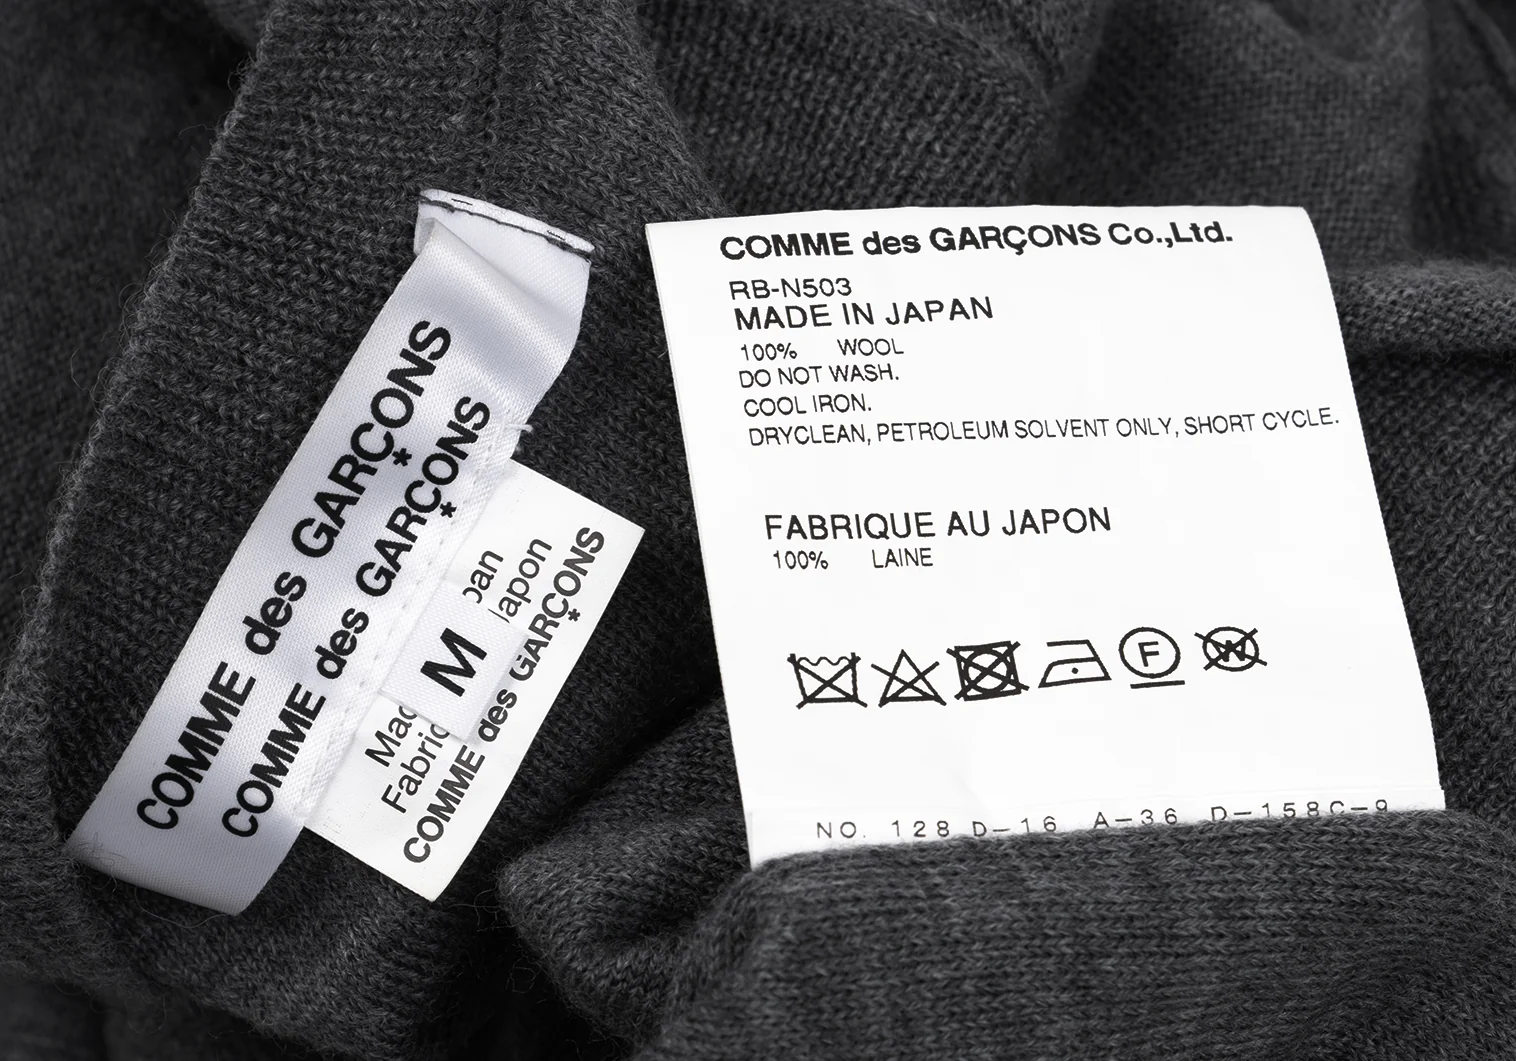 COMME des GARÇONS
COMME des GARÇONS
M
COMME des GARÇONS
COMME des GARÇONS Co.,Ltd.
RB-N503
MADE IN JAPAN
100% WOOL
DO NOT WASH.
COOL IRON.
DRYCLEAN, PETROLEUM SOLVENT ONLY, SHORT CYCLE.
FABRIQUE AU JAPON
100% LAINE
F
W
NO. 128 D-16 A-36 D-158C-9